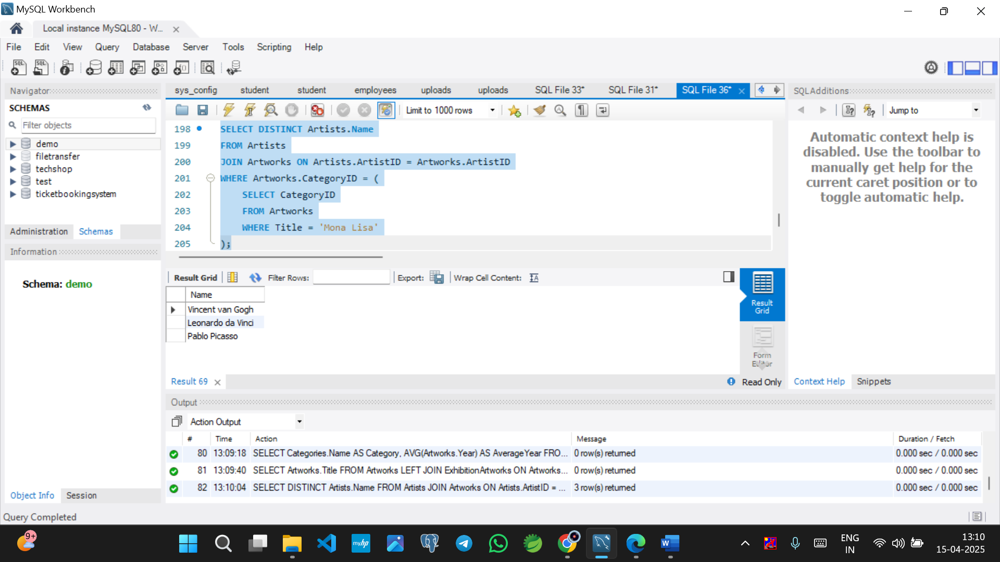 MySQL Workbench
Local instance MySQL80 - W...
File Edit View Query Database Server Tools Scripting Help
Navigator
SCHEMAS
Filter objects
demo
filetransfer
techshop
test
ticketbookingsystem
Administration Schemas
Information
Schema: demo
Object Info Session
sys_config student student employees uploads uploads SQL File 33* SQL File 31* SQL File 36*
Limit to 1000 rows
198 SELECT DISTINCT Artists.Name
199 FROM Artists
200 JOIN Artworks ON Artists.ArtistID = Artworks.ArtistID
201 WHERE Artworks.CategoryID = (
202 SELECT CategoryID
203 FROM Artworks
204 WHERE Title = 'Mona Lisa'
205 );
Result Grid Filter Rows: Export: Wrap Cell Content:
Name
Vincent van Gogh
Leonardo da Vinci
Pablo Picasso
Result
Grid
Form
Editor
Result 69
Read Only
SQLAdditions
Jump to
Automatic context help is
disabled. Use the toolbar to
manually get help for the
current caret position or to
toggle automatic help.
Context Help Snippets
Output
Action Output
# Time Action Message Duration / Fetch
80 13:09:18 SELECT Categories.Name AS Category, AVG(Artworks.Year) AS AverageYear FRO... 0 row(s) returned 0.000 sec / 0.000 sec
81 13:09:40 SELECT Artworks.Title FROM Artworks LEFT JOIN ExhibitionArtworks ON Artworks... 0 row(s) returned 0.000 sec / 0.000 sec
82 13:10:04 SELECT DISTINCT Artists.Name FROM Artists JOIN Artworks ON Artists.ArtistID = ... 3 row(s) returned 0.000 sec / 0.000 sec
Query Completed
9+
myhp
W
ENG
IN
13:10
15-04-2025